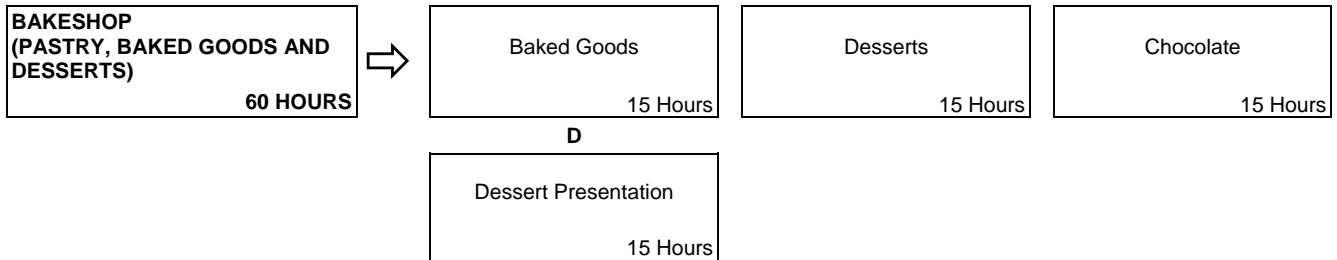 BAKESHOP
(PASTRY, BAKED GOODS AND
DESSERTS)
60 HOURS
Baked Goods
15 Hours
Desserts
15 Hours
Chocolate
15 Hours
D
Dessert Presentation
15 Hours